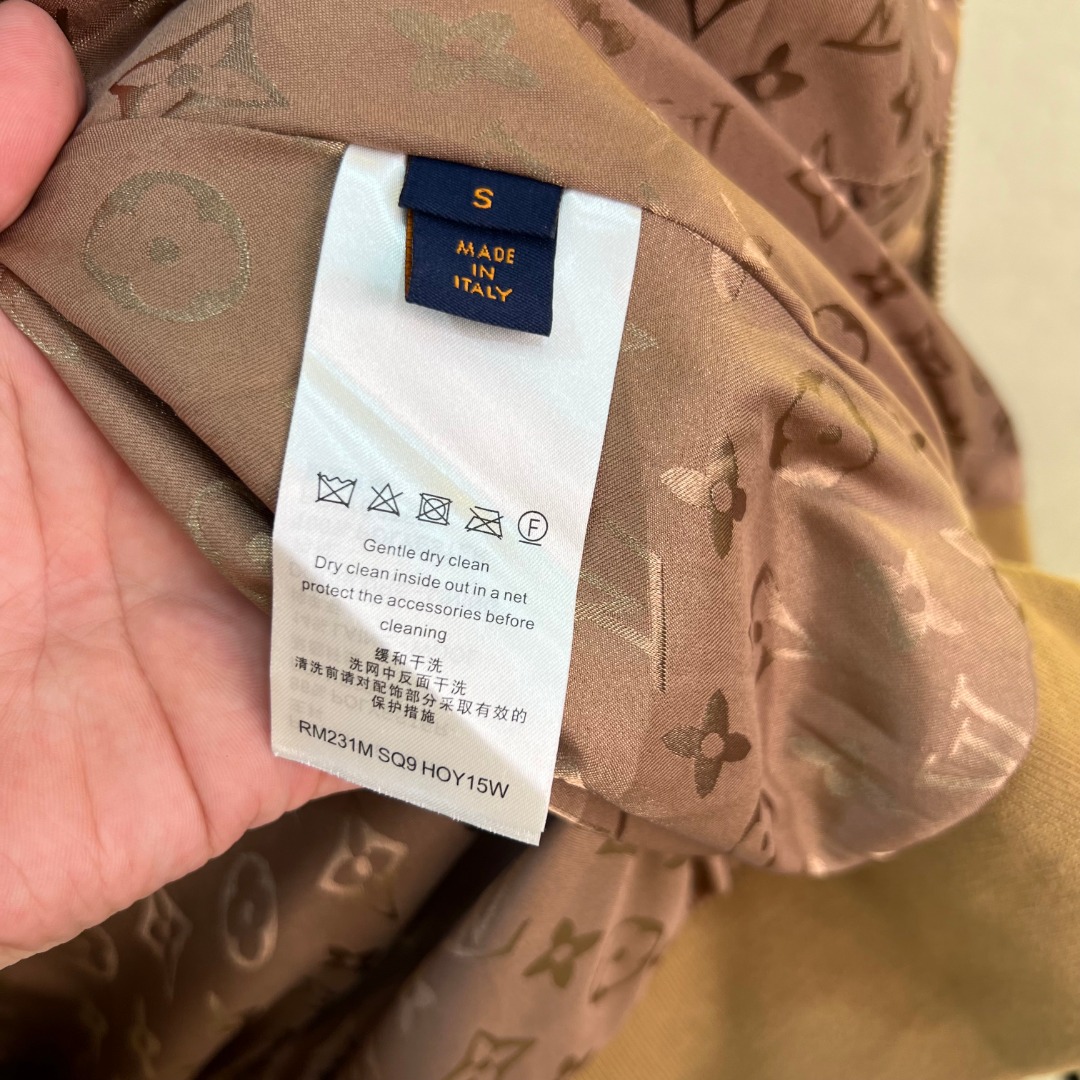 S
MADE
IN
ITALY
F
Gentle dry clean
Dry clean inside out in a net
protect the accessories before
cleaning
缓和干洗
洗网中反面干洗
清洗前请对配饰部分采取有效的
保护措施
RM231M SQ9 HOY15W